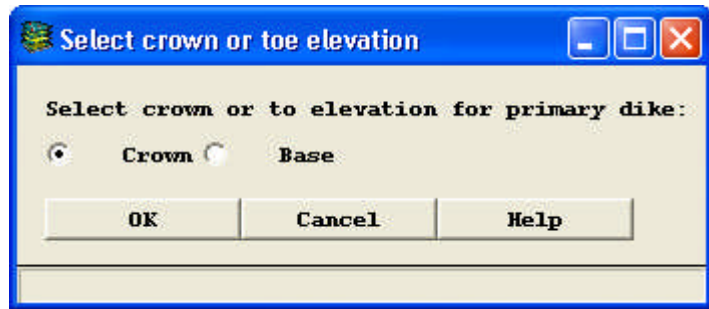 Select crown or toe elevation
Select crown or to elevation for primary dike:
Crown Base
OK Cancel Help